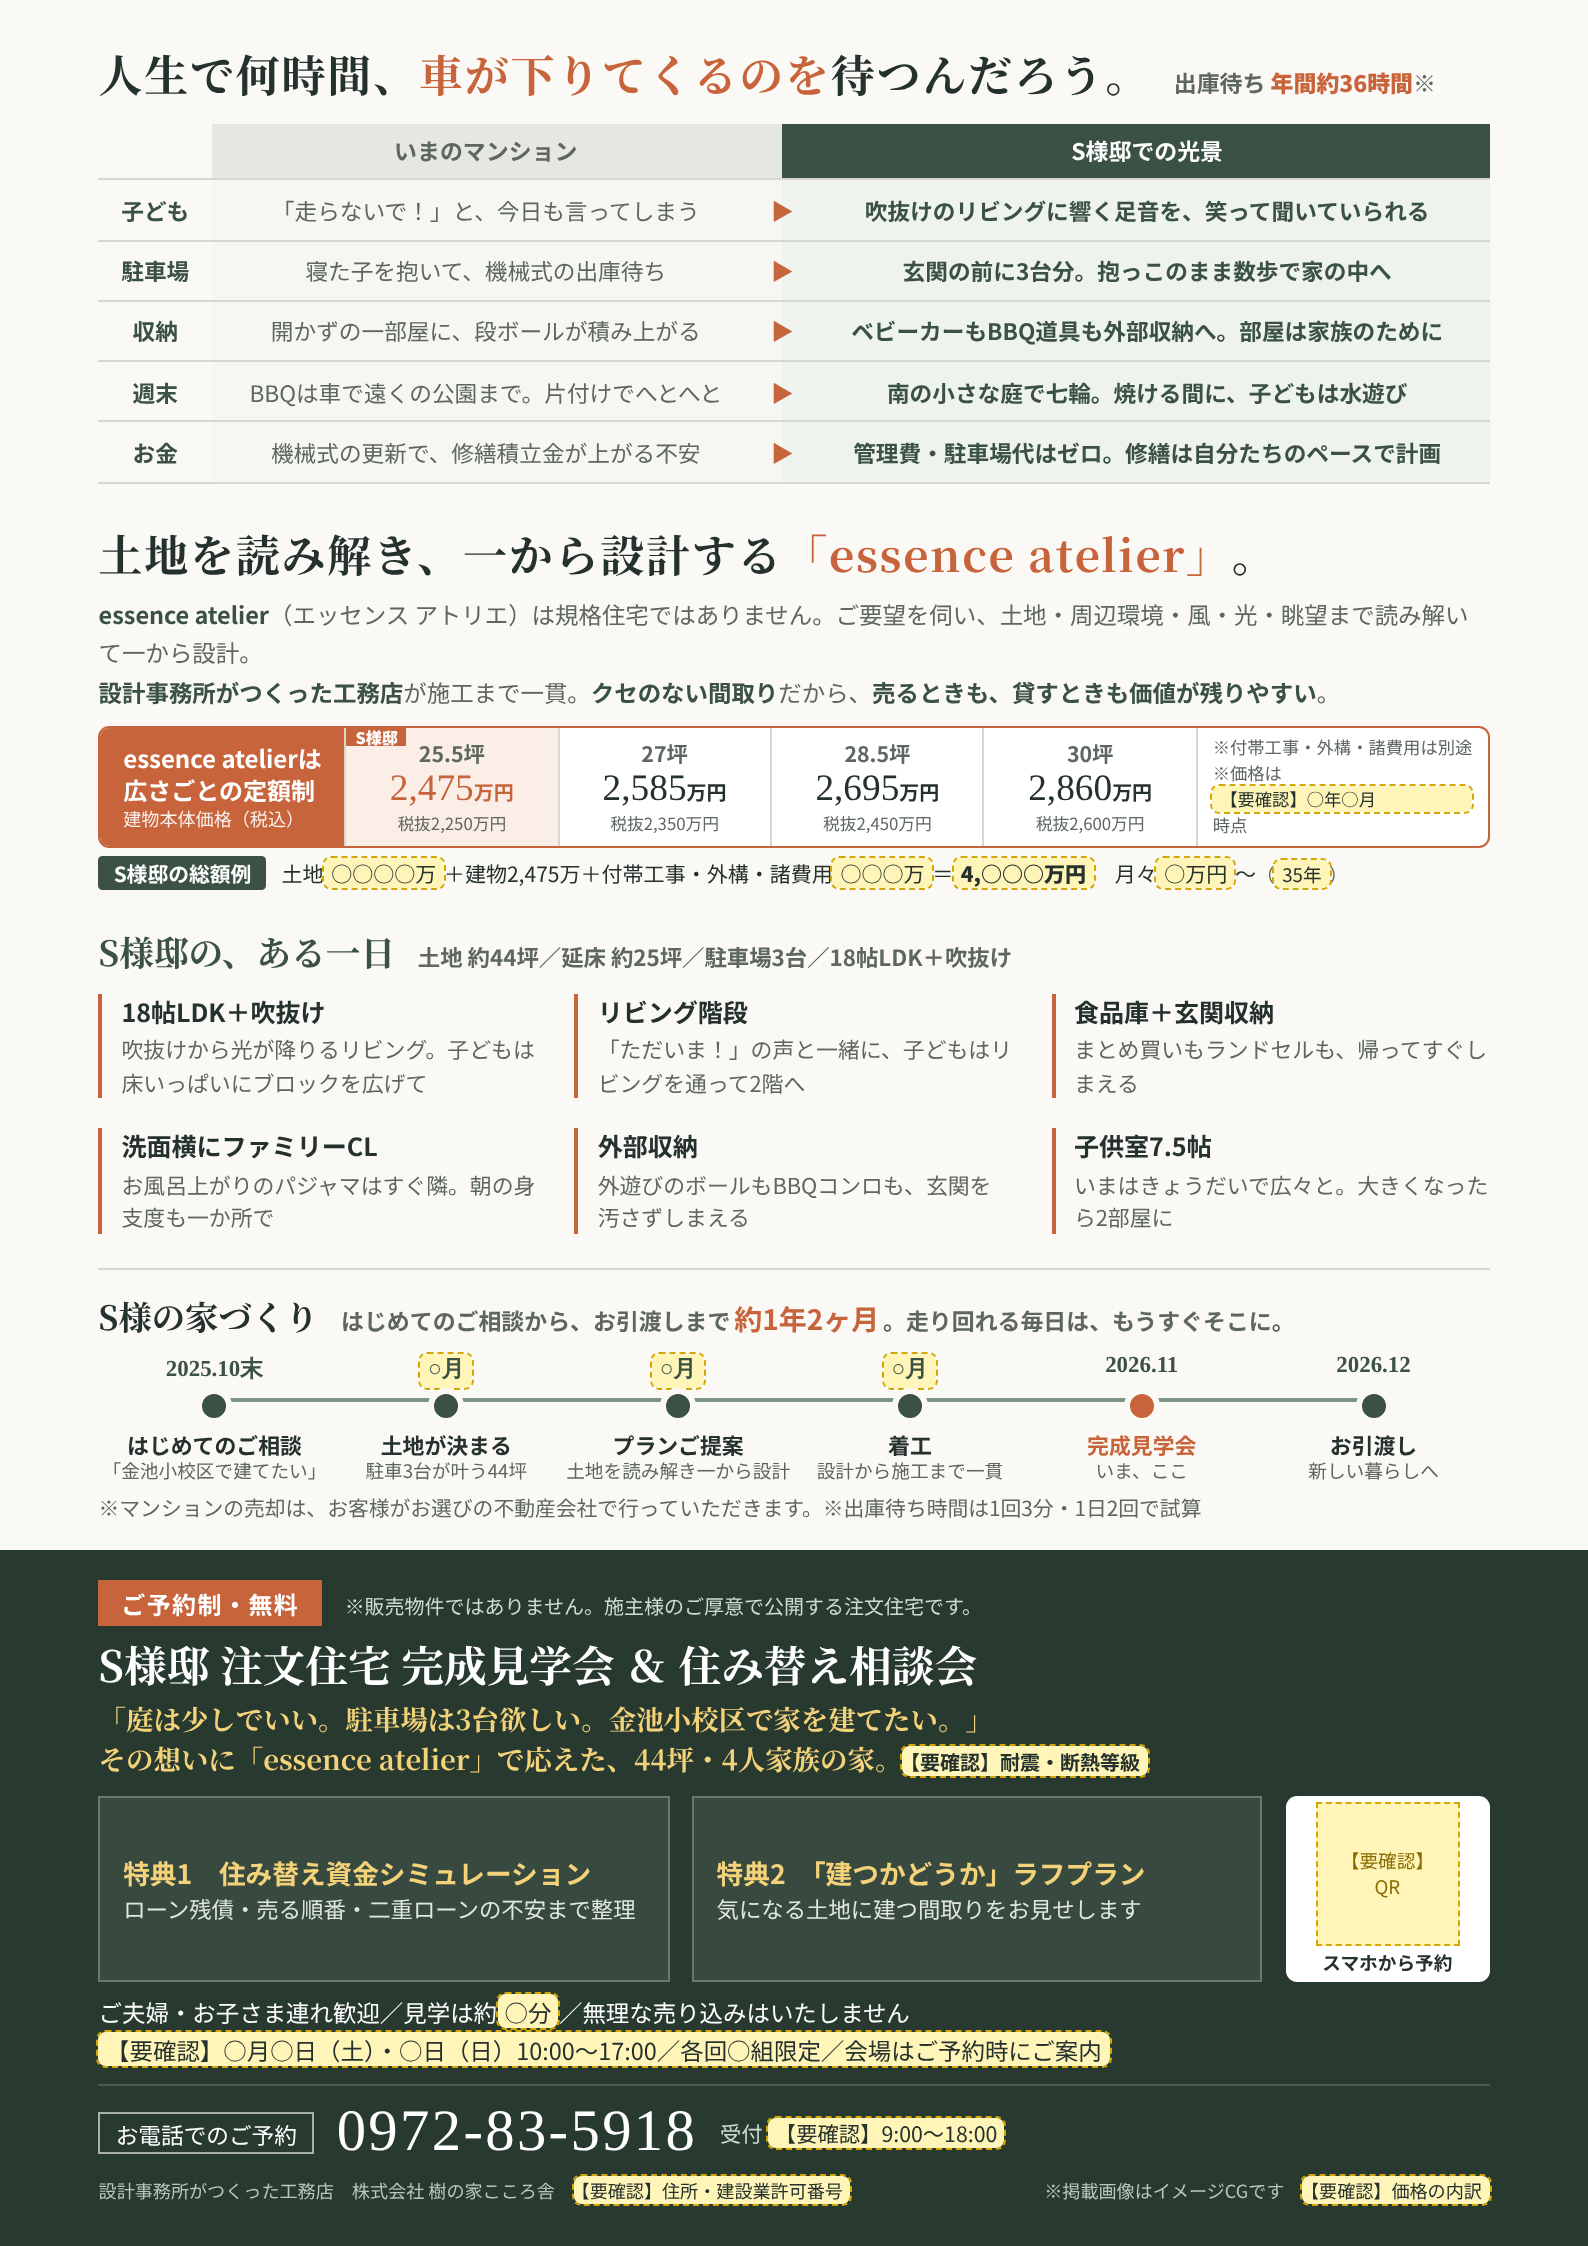 人生で何時間、車が下りてくるのを待つんだろう。 出庫待ち 年間約36時間※
いまのマンション S様邸での光景
子ども 「走らないで！」と、今日も言ってしまう ▶ 吹抜けのリビングに響く足音を、笑って聞いていられる
駐車場 寝た子を抱いて、機械式の出庫待ち ▶ 玄関の前に3台分。抱っこのまま数歩で家の中へ
収納 開かずの一部屋に、段ボールが積み上がる ▶ ベビーカーもBBQ道具も外部収納へ。部屋は家族のために
週末 BBQは車で遠くの公園まで。片付けでへとへと ▶ 南の小さな庭で七輪。焼ける間に、子どもは水遊び
お金 機械式の更新で、修繕積立金が上がる不安 ▶ 管理費・駐車場代はゼロ。修繕は自分たちのペースで計画
土地を読み解き、一から設計する「essence atelier」。
essence atelier（エッセンス アトリエ）は規格住宅ではありません。ご要望を伺い、土地・周辺環境・風・光・眺望まで読み解い
て一から設計。
設計事務所がつくった工務店が施工まで一貫。クセのない間取りだから、売るときも、貸すときも価値が残りやすい。
essence atelierは
広さごとの定額制
建物本体価格（税込）
S様邸
25.5坪
2,475万円
税抜2,250万円
27坪
2,585万円
税抜2,350万円
28.5坪
2,695万円
税抜2,450万円
30坪
2,860万円
税抜2,600万円
※付帯工事・外構・諸費用は別途
※価格は
【要確認】○年○月
時点
S様邸の総額例 土地○○○○万＋建物2,475万＋付帯工事・外構・諸費用○○○万＝4,○○○万円 月々○万円〜（35年）
S様邸の、ある一日 土地 約44坪／延床 約25坪／駐車場3台／18帖LDK＋吹抜け
18帖LDK＋吹抜け
吹抜けから光が降りるリビング。子どもは
床いっぱいにブロックを広げて
リビング階段
「ただいま！」の声と一緒に、子どもはリ
ビングを通って2階へ
食品庫＋玄関収納
まとめ買いもランドセルも、帰ってすぐし
まえる
洗面横にファミリーCL
お風呂上がりのパジャマはすぐ隣。朝の身
支度も一か所で
外部収納
外遊びのボールもBBQコンロも、玄関を
汚さずしまえる
子供室7.5帖
いまはきょうだいで広々と。大きくなった
ら2部屋に
S様の家づくり はじめてのご相談から、お引渡しまで約1年2ヶ月。走り回れる毎日は、もうすぐそこに。
2025.10末 ○月 ○月 ○月 2026.11 2026.12
はじめてのご相談 土地が決まる プランご提案 着工 完成見学会 お引渡し
「金池小校区で建てたい」 駐車3台が叶う44坪 土地を読み解き一から設計 設計から施工まで一貫 いま、ここ 新しい暮らしへ
※マンションの売却は、お客様がお選びの不動産会社で行っていただきます。※出庫待ち時間は1回3分・1日2回で試算
ご予約制・無料 ※販売物件ではありません。施主様のご厚意で公開する注文住宅です。
S様邸 注文住宅 完成見学会 ＆ 住み替え相談会
「庭は少しでいい。駐車場は3台欲しい。金池小校区で家を建てたい。」
その想いに「essence atelier」で応えた、44坪・4人家族の家。【要確認】耐震・断熱等級
特典1 住み替え資金シミュレーション
ローン残債・売る順番・二重ローンの不安まで整理
特典2 「建つかどうか」ラフプラン
気になる土地に建つ間取りをお見せします
【要確認】
QR
スマホから予約
ご夫婦・お子さま連れ歓迎／見学は約○分／無理な売り込みはいたしません
【要確認】○月○日（土）・○日（日）10:00〜17:00／各回○組限定／会場はご予約時にご案内
お電話でのご予約 0972-83-5918 受付【要確認】9:00〜18:00
設計事務所がつくった工務店 株式会社 樹の家こころ舎 【要確認】住所・建設業許可番号 ※掲載画像はイメージCGです 【要確認】価格の内訳